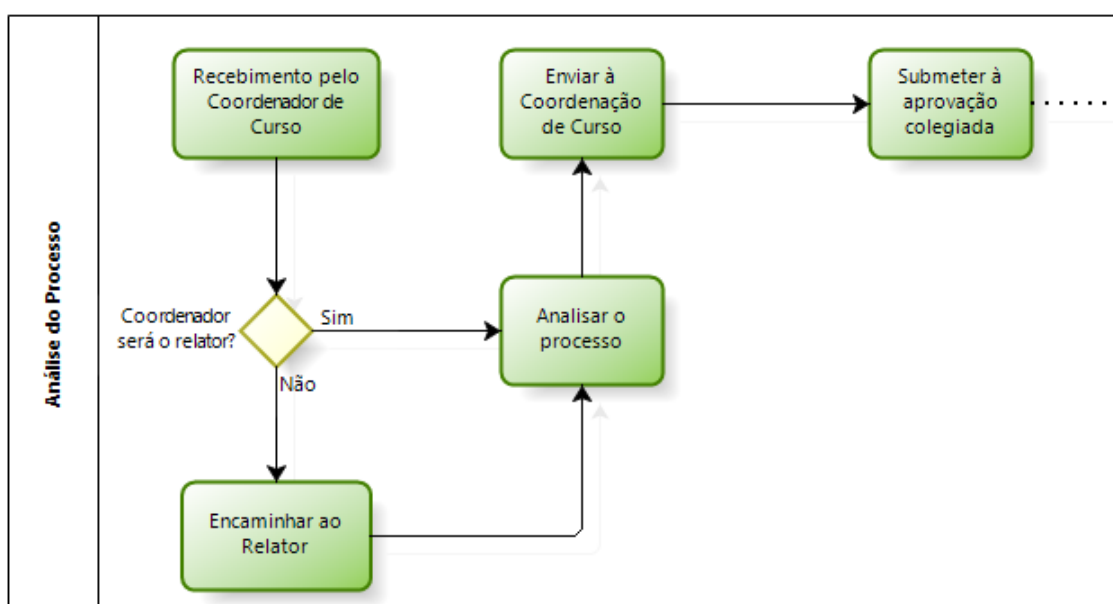 Análise do Processo
Recebimento pelo
Coordenador de
Curso
Enviar à
Coordenação
de Curso
Submeter à
aprovação
colegiada
Coordenador
será o relator?
Sim
Não
Analisar o
processo
Encaminhar ao
Relator